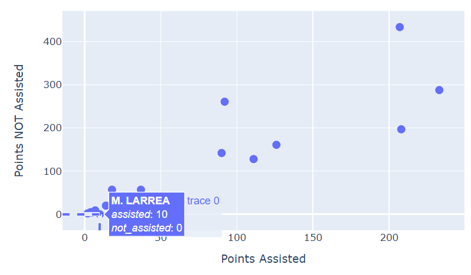 400
300
200
100
0
Points NOT Assisted
M. LARREA
assisted: 10
not_assisted: 0
trace 0
0
50
100
150
200
Points Assisted